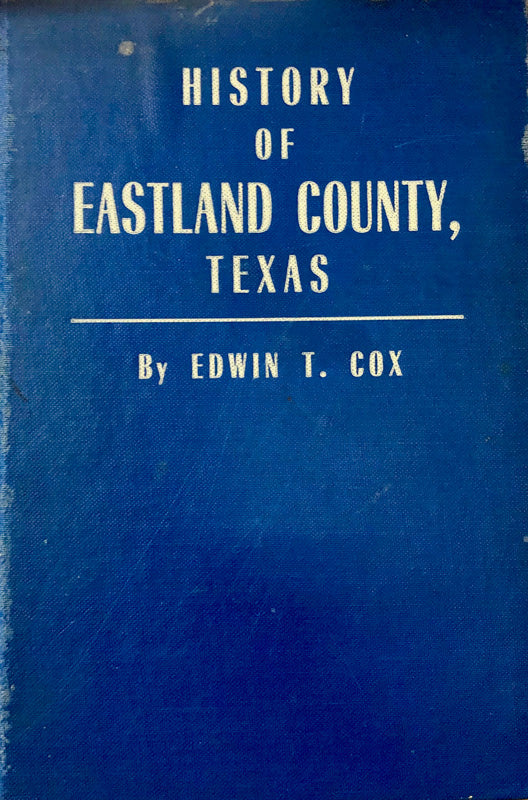 HISTORY
OF
EASTLAND COUNTY,
TEXAS
By EDWIN T. COX